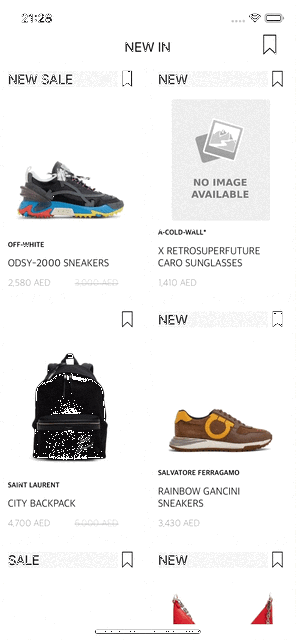 21:28
NEW IN
NEW SALE
NEW
NO IMAGE
AVAILABLE
OFF-WHITE
ODSY-2000 SNEAKERS
2,580 AED 3,000 AED
A-COLD-WALL*
X RETROSUPERFUTURE
CARO SUNGLASSES
1,410 AED
NEW
SAINT LAURENT
CITY BACKPACK
4,700 AED 5,000 AED
SALVATORE FERRAGAMO
RAINBOW GANCINI
SNEAKERS
3,430 AED
SALE
NEW